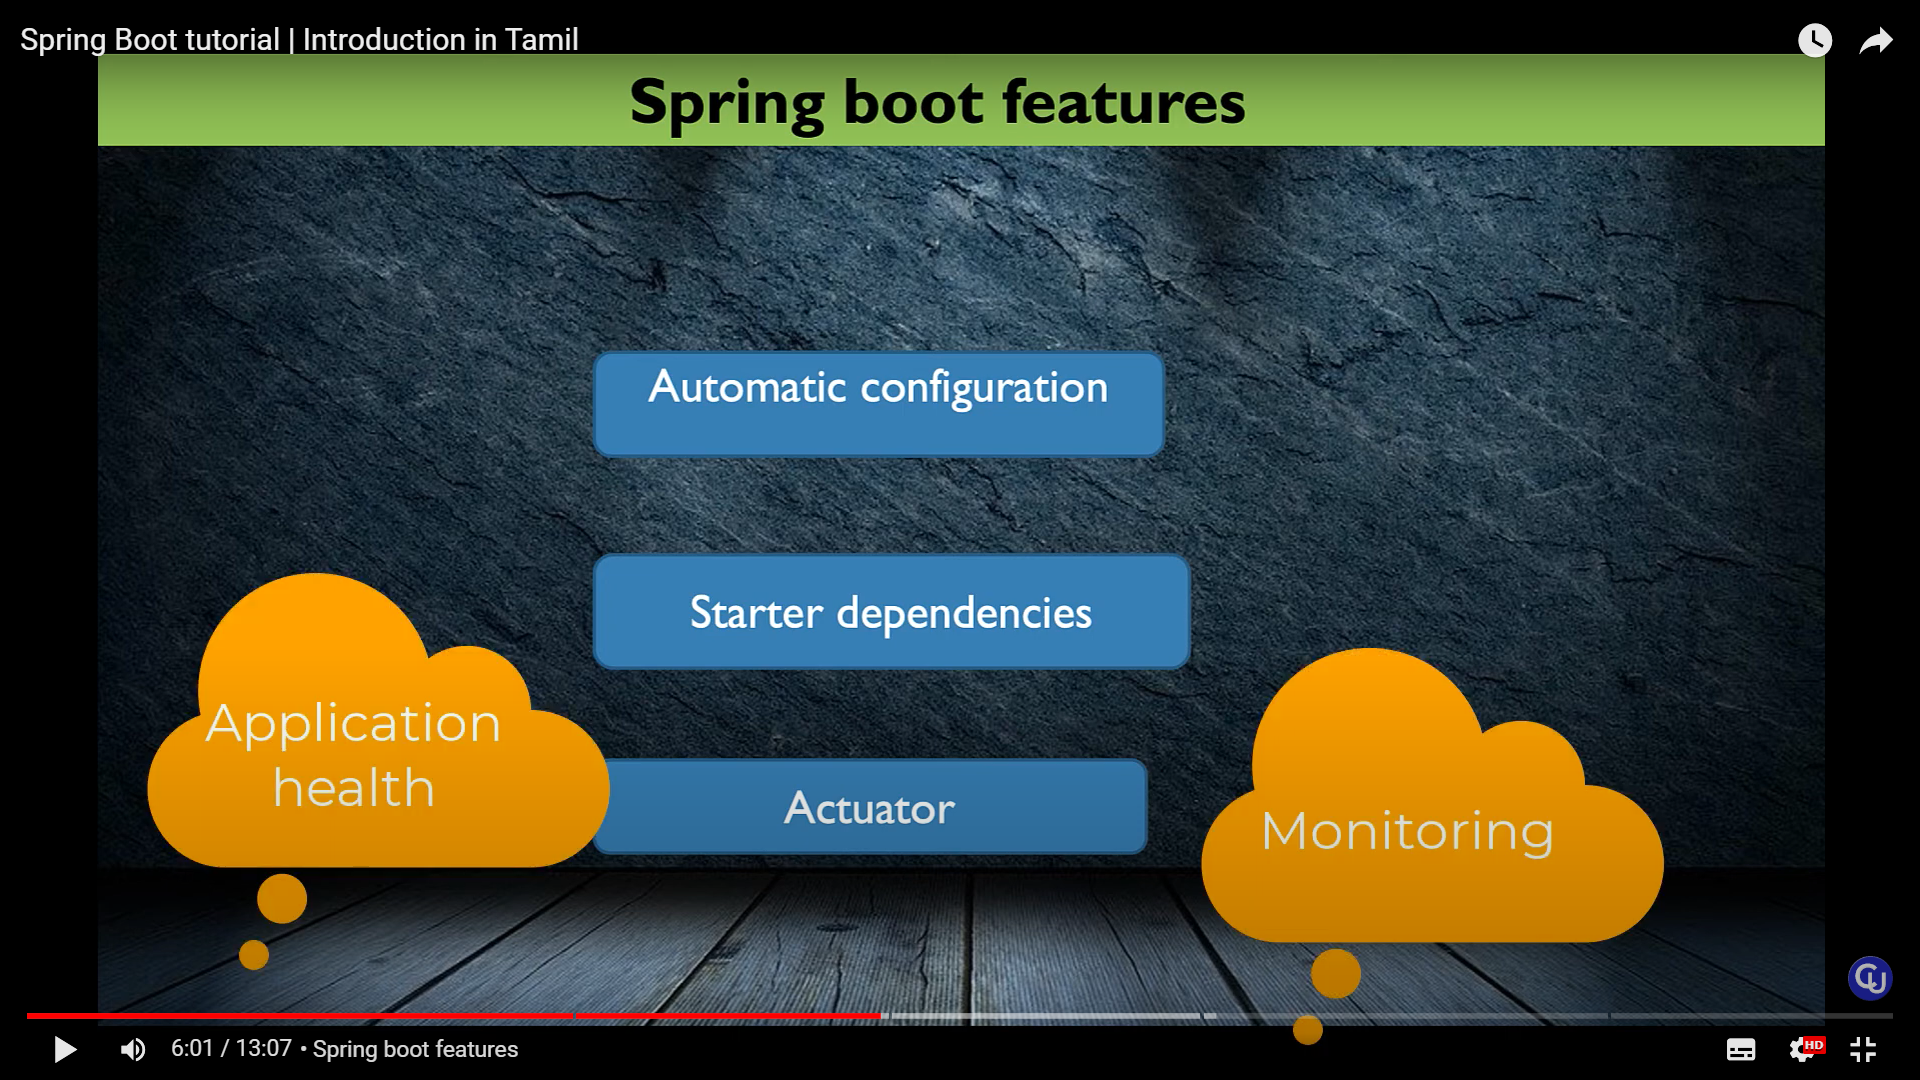 Spring Boot tutorial | Introduction in Tamil
Spring boot features
Automatic configuration
Starter dependencies
Application
health
Actuator
Monitoring
CU
6:01 / 13:07 • Spring boot features
HD